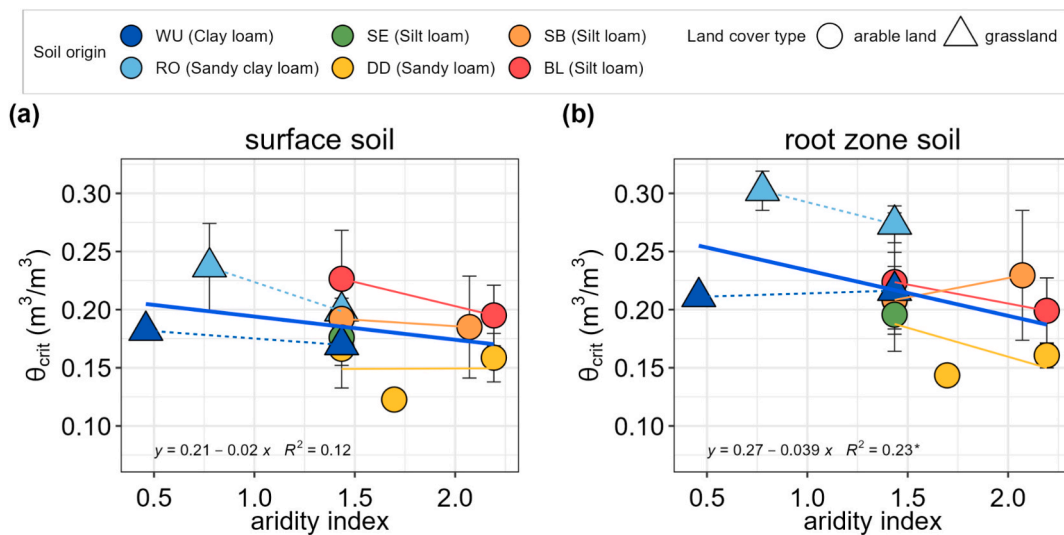 Soil origin
WU (Clay loam) SE (Silt loam) SB (Silt loam) Land cover type arable land grassland
RO (Sandy clay loam) DD (Sandy loam) BL (Silt loam)
(a) (b)
surface soil root zone soil
θcrit (m³/m³)
0.30
0.25
0.20
0.15
0.10
y = 0.21 − 0.02 x R² = 0.12
0.5 1.0 1.5 2.0
aridity index
θcrit (m³/m³)
0.30
0.25
0.20
0.15
0.10
y = 0.27 − 0.039 x R² = 0.23*
0.5 1.0 1.5 2.0
aridity index